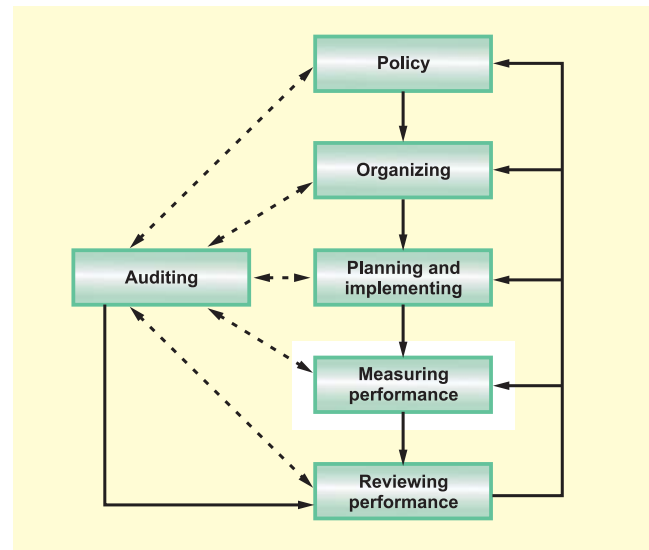 Policy
Organizing
Auditing
Planning and
implementing
Measuring
performance
Reviewing
performance